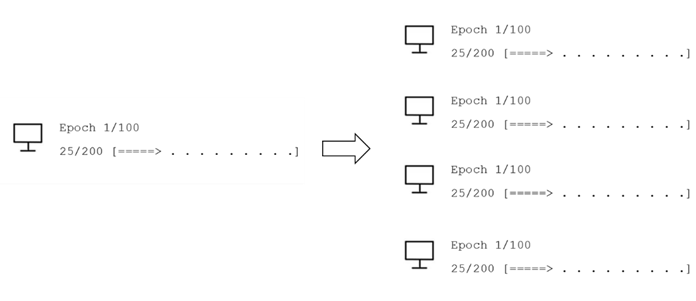 Epoch 1/100
25/200 [=====> . . . . . . . . .]
Epoch 1/100
25/200 [=====> . . . . . . . . .]
Epoch 1/100
25/200 [=====> . . . . . . . . .]
Epoch 1/100
25/200 [=====> . . . . . . . . .]
Epoch 1/100
25/200 [=====> . . . . . . . . .]